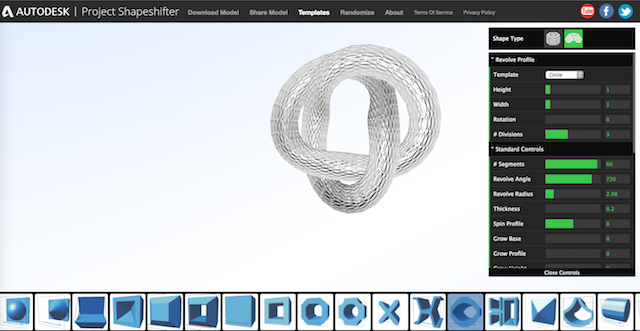 AUTODESK | Project Shapeshifter Download Model Share Model Templates Randomize About Terms Of Service Privacy Policy You Tube
Shape Type
Revolve Profile
Template Circle
Height 1
Width 1
Rotation 0
# Divisions 3
Standard Controls
# Segments 60
Revolve Angle 720
Revolve Radius 2.98
Thickness 0.2
Spin Profile 0
Grow Base 0
Grow Profile 0
Grow Height
Close Controls